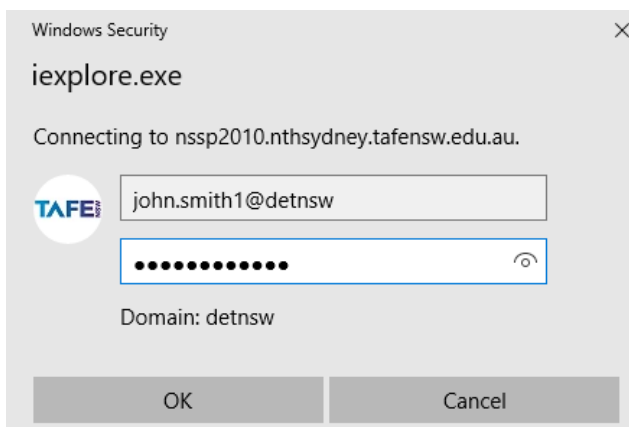 Windows Security
iexplore.exe
Connecting to nssp2010.nthsydney.tafensw.edu.au.
TAFE NSW
john.smith1@detnsw
●●●●●●●●●●●●
Domain: detnsw
OK
Cancel